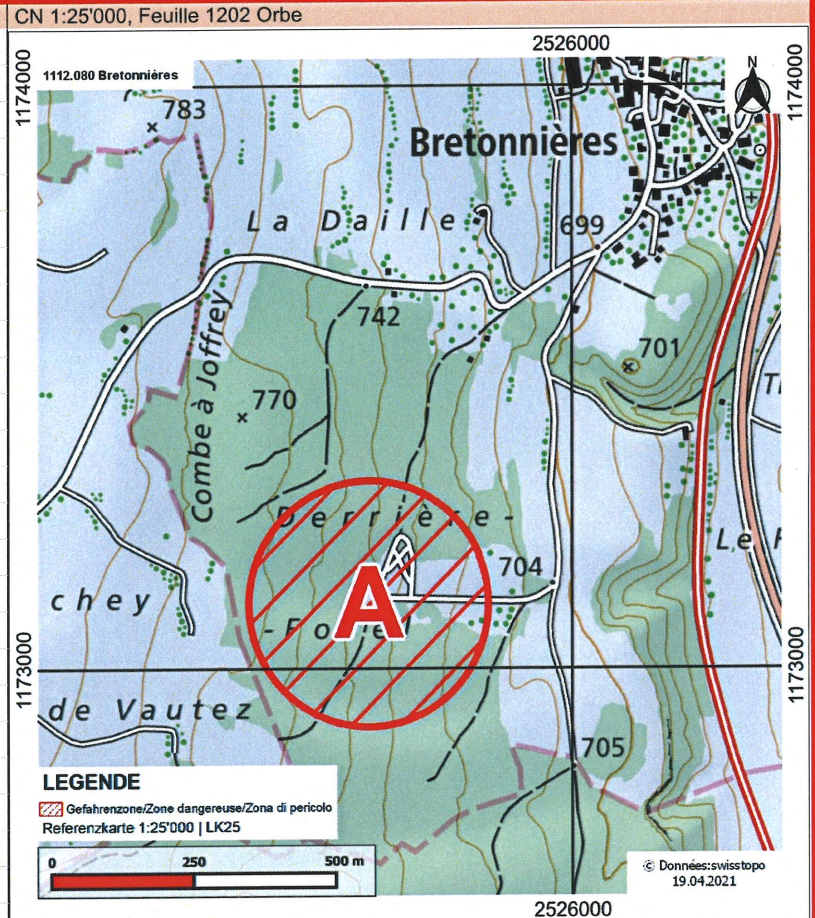 CN 1:25'000, Feuille 1202 Orbe
2526000
1174000
1174000
1112.080 Bretonnières
N
783
Bretonnières
La Daille
699
742
Combe à Joffrey
701
770
Derrière-
Le
704
A
chey
1173000
1173000
de Vautez
705
LEGENDE
Gefahrenzone/Zone dangereuse/Zona di pericolo
Referenzkarte 1:25'000 | LK25
0 250 500 m
© Données:swisstopo
19.04.2021
2526000